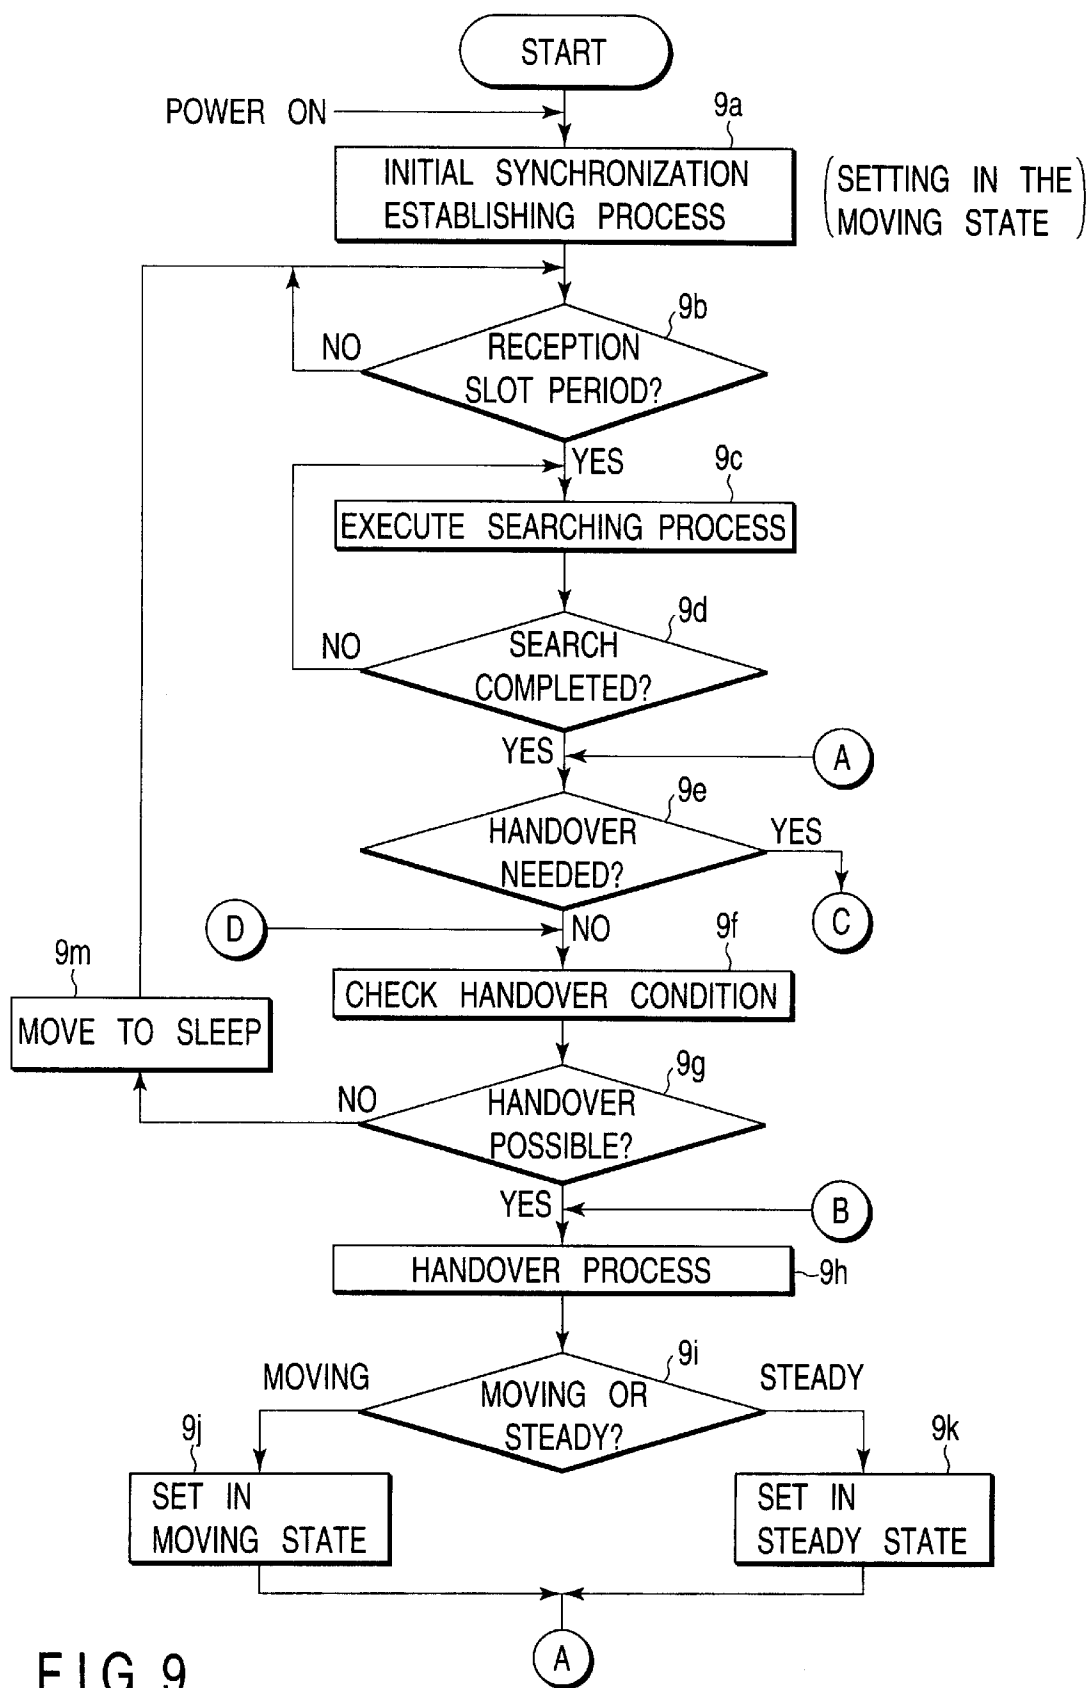 START
POWER ON
9a
INITIAL SYNCHRONIZATION
ESTABLISHING PROCESS
(SETTING IN THE
MOVING STATE)
9b
NO
RECEPTION
SLOT PERIOD?
YES
9c
EXECUTE SEARCHING PROCESS
9d
NO
SEARCH
COMPLETED?
YES
A
9e
HANDOVER
NEEDED?
YES
C
D
NO
9f
CHECK HANDOVER CONDITION
9m
MOVE TO SLEEP
9g
NO
HANDOVER
POSSIBLE?
YES
B
HANDOVER PROCESS
9h
9i
MOVING
MOVING OR
STEADY?
STEADY
9j
SET IN
MOVING STATE
9k
SET IN
STEADY STATE
A
FIG. 9